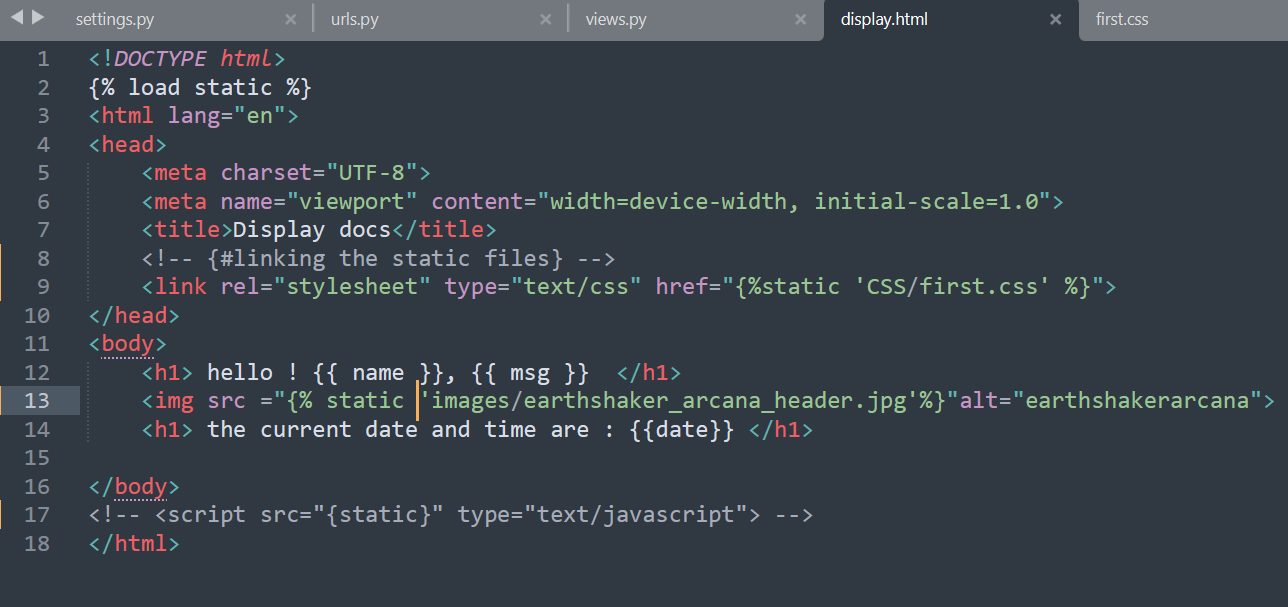 settings.py × urls.py × views.py × display.html × first.css
1 <!DOCTYPE html>
2 {% load static %}
3 <html lang="en">
4 <head>
5     <meta charset="UTF-8">
6     <meta name="viewport" content="width=device-width, initial-scale=1.0">
7     <title>Display docs</title>
8     <!-- {#linking the static files} -->
9     <link rel="stylesheet" type="text/css" href="{%static 'CSS/first.css' %}">
10 </head>
11 <body>
12     <h1> hello ! {{ name }}, {{ msg }}  </h1>
13     <img src ="{% static 'images/earthshaker_arcana_header.jpg'%}"alt="earthshakerarcana">
14     <h1> the current date and time are : {{date}} </h1>
15
16 </body>
17 <!-- <script src="{static}" type="text/javascript"> -->
18 </html>